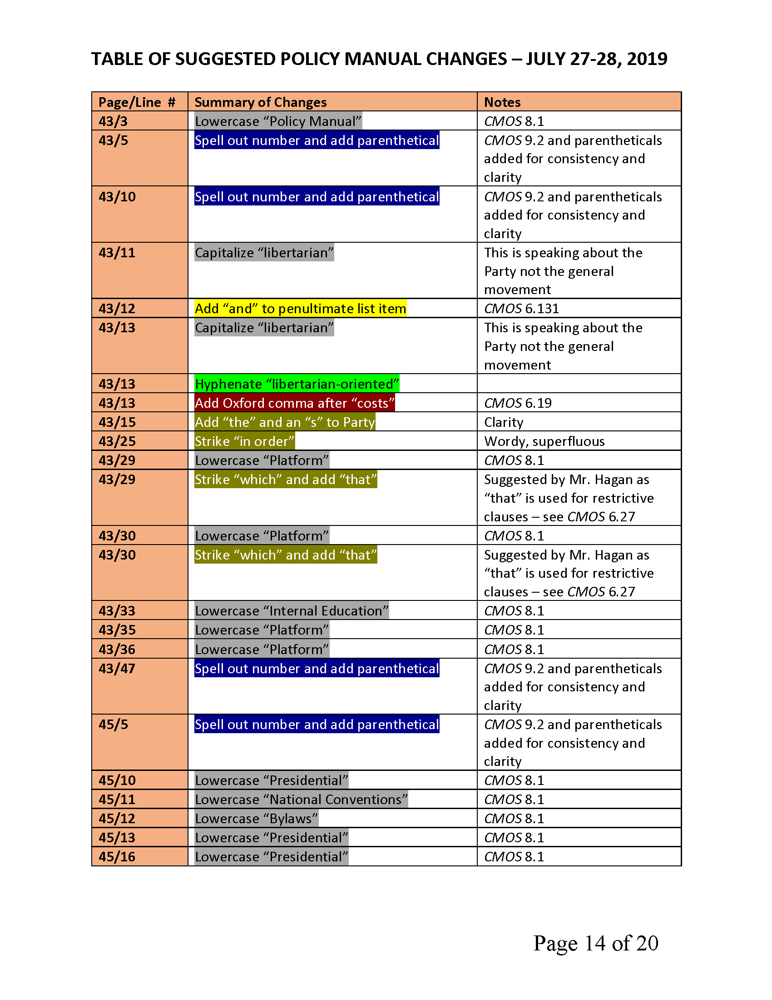 TABLE OF SUGGESTED POLICY MANUAL CHANGES – JULY 27-28, 2019
Page/Line # Summary of Changes Notes
43/3 Lowercase “Policy Manual” CMOS 8.1
43/5 Spell out number and add parenthetical CMOS 9.2 and parentheticals
added for consistency and
clarity
43/10 Spell out number and add parenthetical CMOS 9.2 and parentheticals
added for consistency and
clarity
43/11 Capitalize “libertarian” This is speaking about the
Party not the general
movement
43/12 Add “and” to penultimate list item CMOS 6.131
43/13 Capitalize “libertarian” This is speaking about the
Party not the general
movement
43/13 Hyphenate “libertarian-oriented”
43/13 Add Oxford comma after “costs” CMOS 6.19
43/15 Add “the” and an “s” to Party Clarity
43/25 Strike “in order” Wordy, superfluous
43/29 Lowercase “Platform” CMOS 8.1
43/29 Strike “which” and add “that” Suggested by Mr. Hagan as
“that” is used for restrictive
clauses – see CMOS 6.27
43/30 Lowercase “Platform” CMOS 8.1
43/30 Strike “which” and add “that” Suggested by Mr. Hagan as
“that” is used for restrictive
clauses – see CMOS 6.27
43/33 Lowercase “Internal Education” CMOS 8.1
43/35 Lowercase “Platform” CMOS 8.1
43/36 Lowercase “Platform” CMOS 8.1
43/47 Spell out number and add parenthetical CMOS 9.2 and parentheticals
added for consistency and
clarity
45/5 Spell out number and add parenthetical CMOS 9.2 and parentheticals
added for consistency and
clarity
45/10 Lowercase “Presidential” CMOS 8.1
45/11 Lowercase “National Conventions” CMOS 8.1
45/12 Lowercase “Bylaws” CMOS 8.1
45/13 Lowercase “Presidential” CMOS 8.1
45/16 Lowercase “Presidential” CMOS 8.1
Page 14 of 20